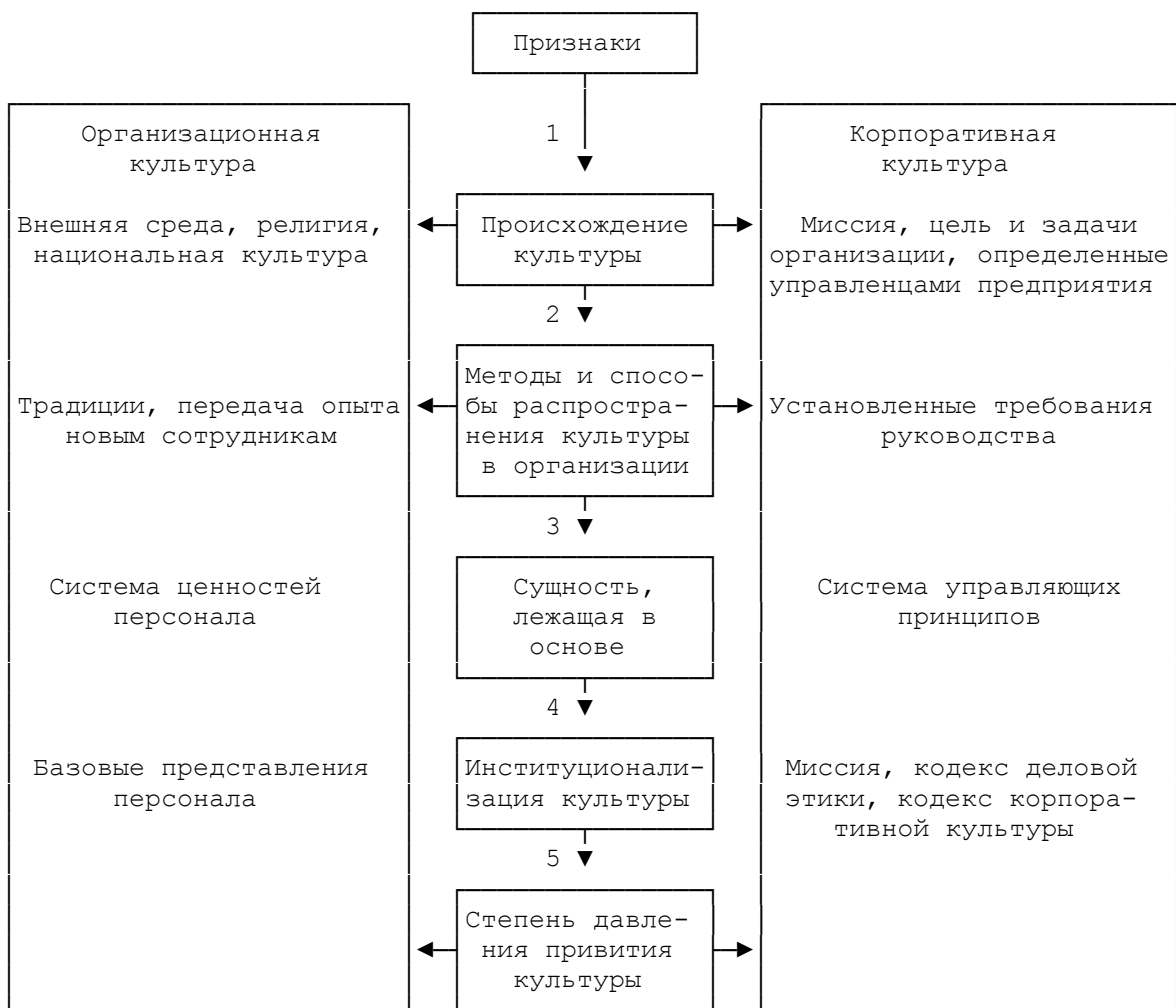 Признаки
1
Организационная
культура
Корпоративная
культура
Внешняя среда, религия,
национальная культура
Происхождение
культуры
Миссия, цель и задачи
организации, определенные
управленцами предприятия
2
Традиции, передача опыта
новым сотрудникам
Методы и спосо-
бы распростра-
нения культуры
в организации
Установленные требования
руководства
3
Система ценностей
персонала
Сущность,
лежащая в
основе
Система управляющих
принципов
4
Базовые представления
персонала
Институционали-
зация культуры
Миссия, кодекс деловой
этики, кодекс корпора-
тивной культуры
5
Степень давле-
ния привития
культуры